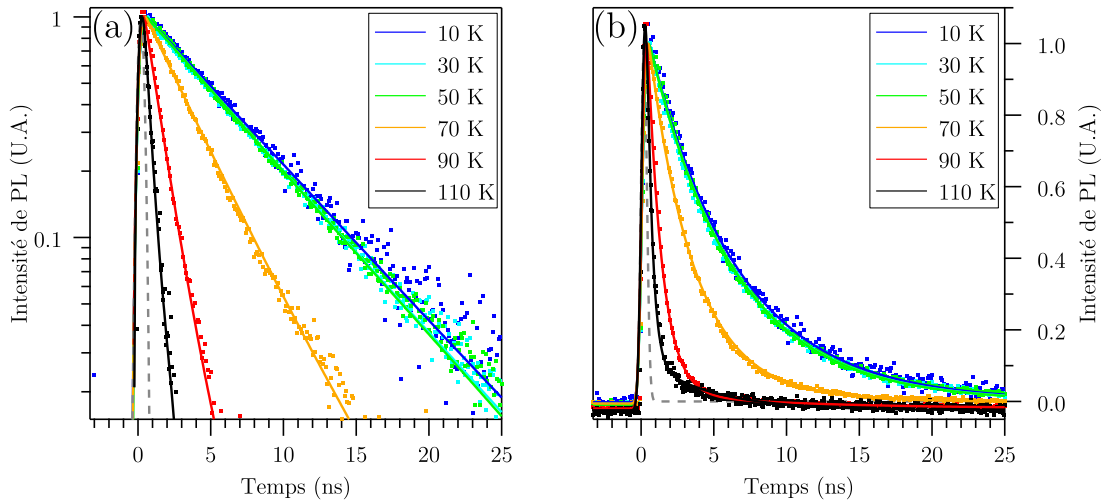 (a)
10 K
30 K
50 K
70 K
90 K
110 K
1
0.1
Intensité de PL (U.A.)
0
5
10
15
20
25
Temps (ns)
(b)
10 K
30 K
50 K
70 K
90 K
110 K
1.0
0.8
0.6
0.4
0.2
0.0
Intensité de PL (U.A.)
0
5
10
15
20
25
Temps (ns)